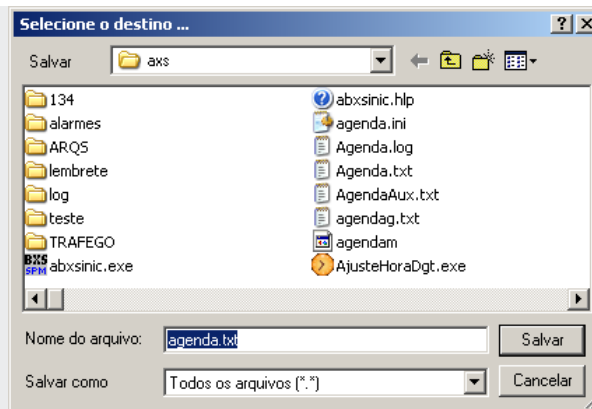 Selecione o destino ...
Salvar axs
134
alarmes
ARQS
lembrete
log
teste
TRAFEGO
BXS
SPM abxsinic.exe
abxsinic.hlp
agenda.ini
Agenda.log
Agenda.txt
AgendaAux.txt
agendag.txt
agendam
AjusteHoraDgt.exe
Nome do arquivo: agenda.txt Salvar
Salvar como Todos os arquivos (*.*) Cancelar